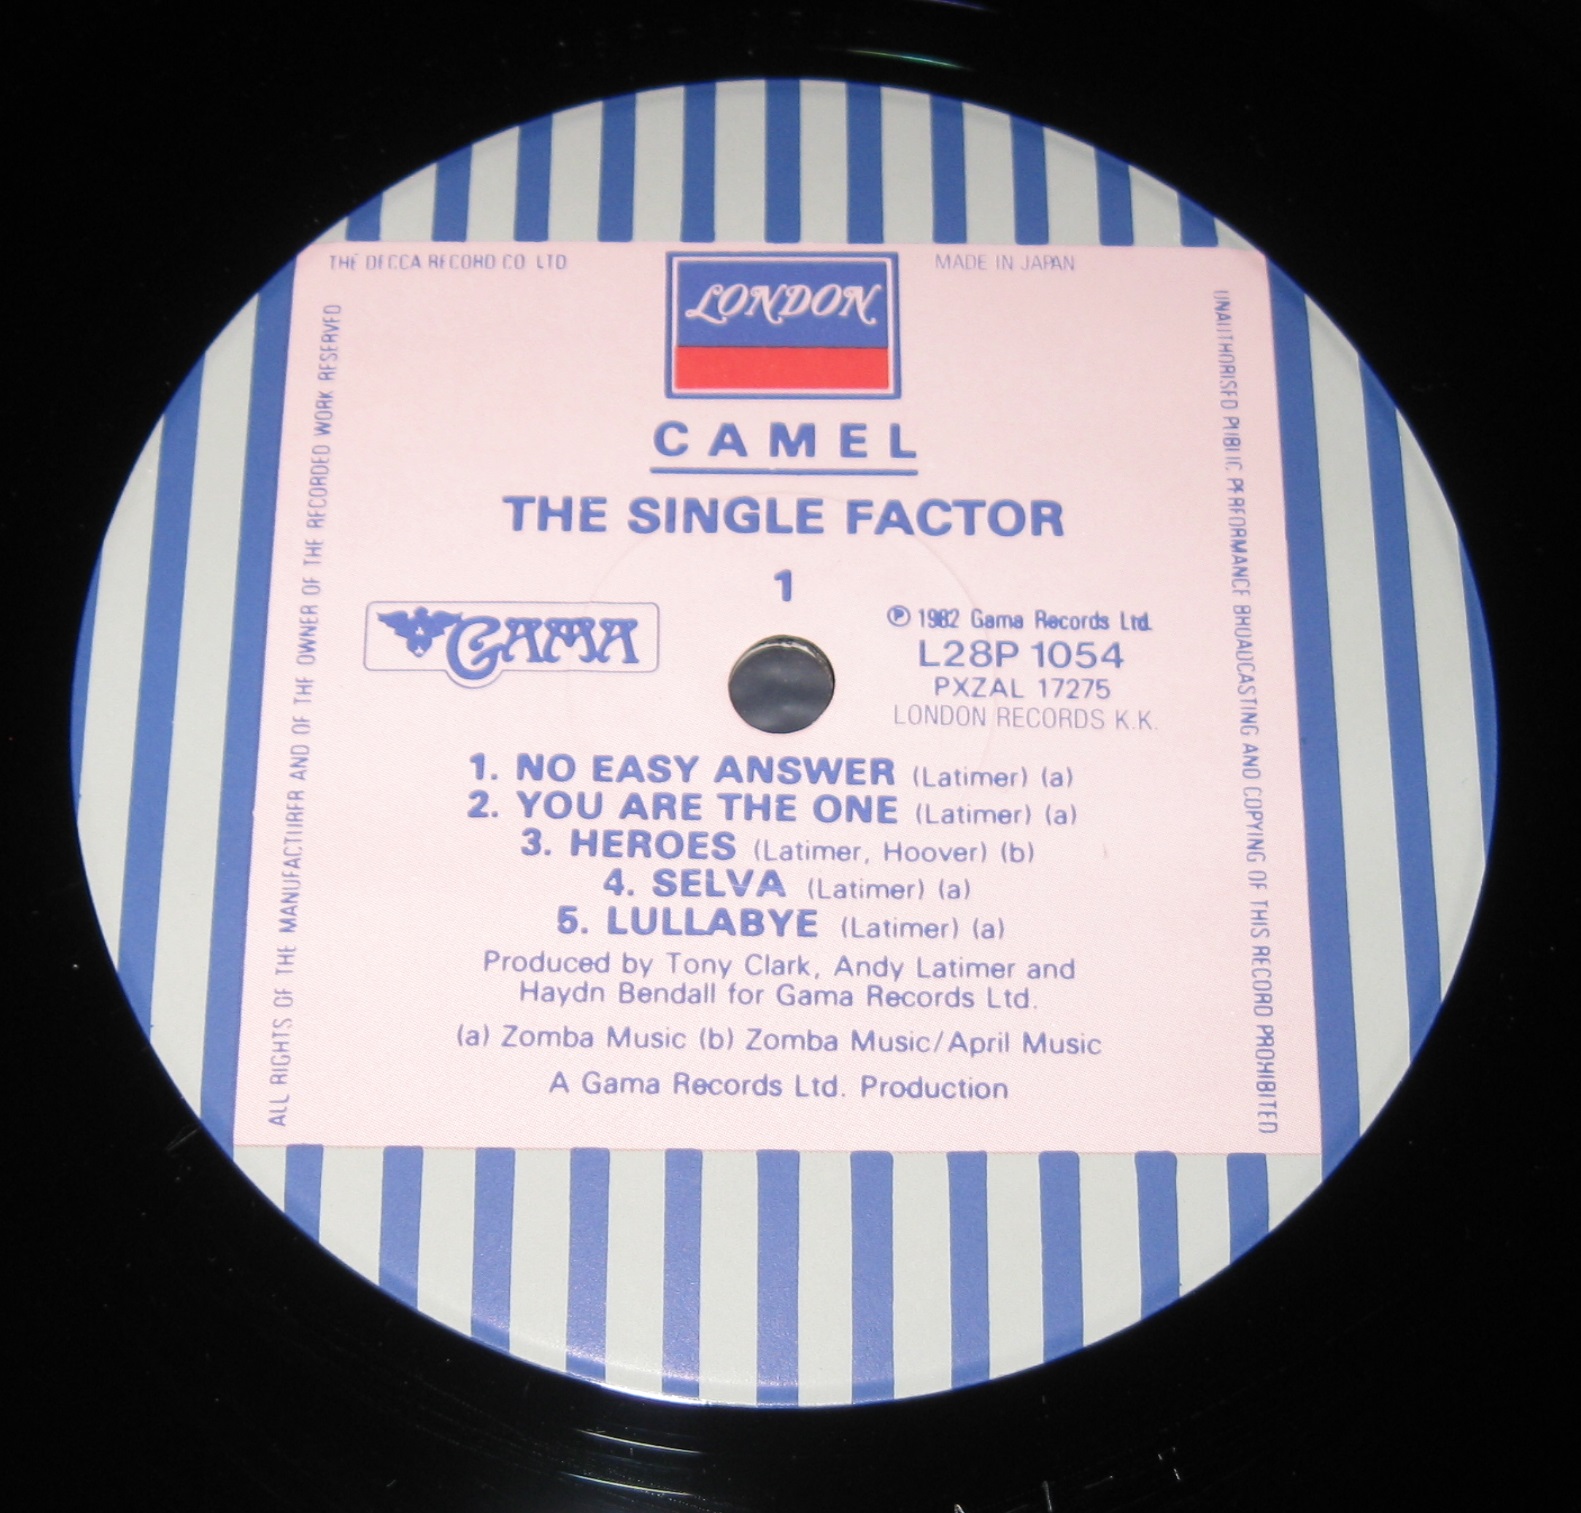 THE DECCA RECORD CO LTD
LONDON
MADE IN JAPAN
ALL RIGHTS OF THE MANUFACTURER AND OF THE OWNER OF THE RECORDED WORK RESERVED
UNAUTHORISED PUBLIC PERFORMANCE BROADCASTING AND COPYING OF THIS RECORD PROHIBITED
CAMEL
THE SINGLE FACTOR
1
GAMA
℗ 1982 Gama Records Ltd.
L28P 1054
PXZAL 17275
LONDON RECORDS K.K.
1. NO EASY ANSWER (Latimer) (a)
2. YOU ARE THE ONE (Latimer) (a)
3. HEROES (Latimer, Hoover) (b)
4. SELVA (Latimer) (a)
5. LULLABYE (Latimer) (a)
Produced by Tony Clark, Andy Latimer and
Haydn Bendall for Gama Records Ltd.
(a) Zomba Music (b) Zomba Music/April Music
A Gama Records Ltd. Production